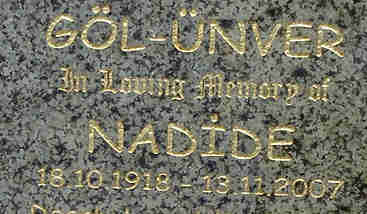 GÖL-ÜNVER
In Loving Memory of
NADİDE
18.10.1918 - 13.11.2007